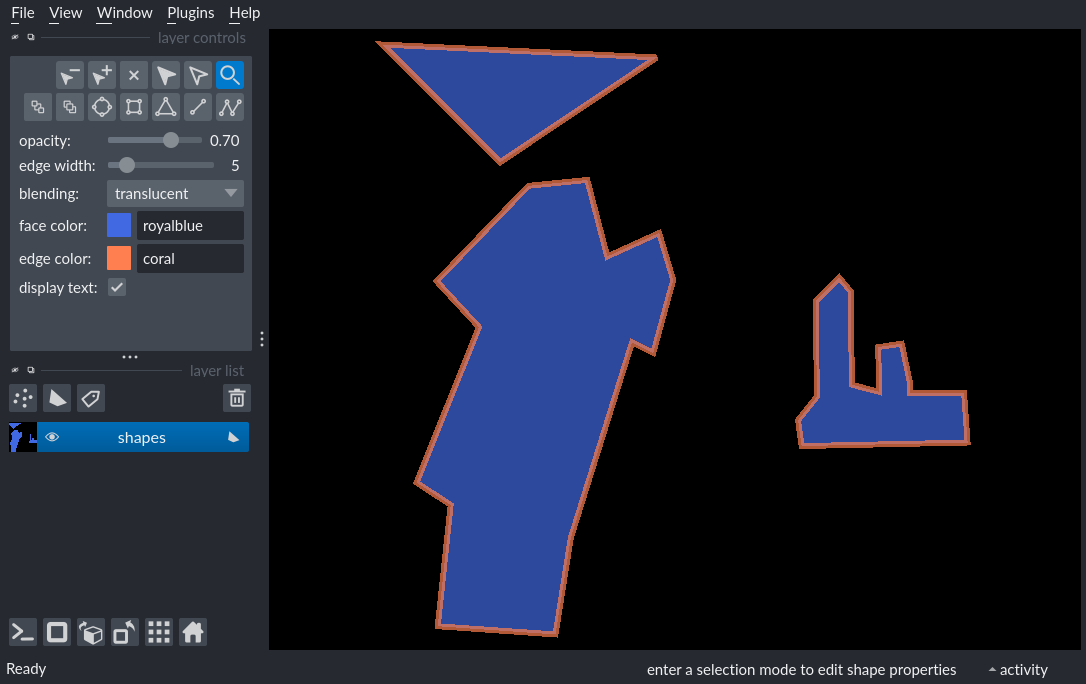 File View Window Plugins Help
layer controls
opacity: 0.70
edge width: 5
blending: translucent
face color: royalblue
edge color: coral
display text:
layer list
shapes
Ready
enter a selection mode to edit shape properties
activity